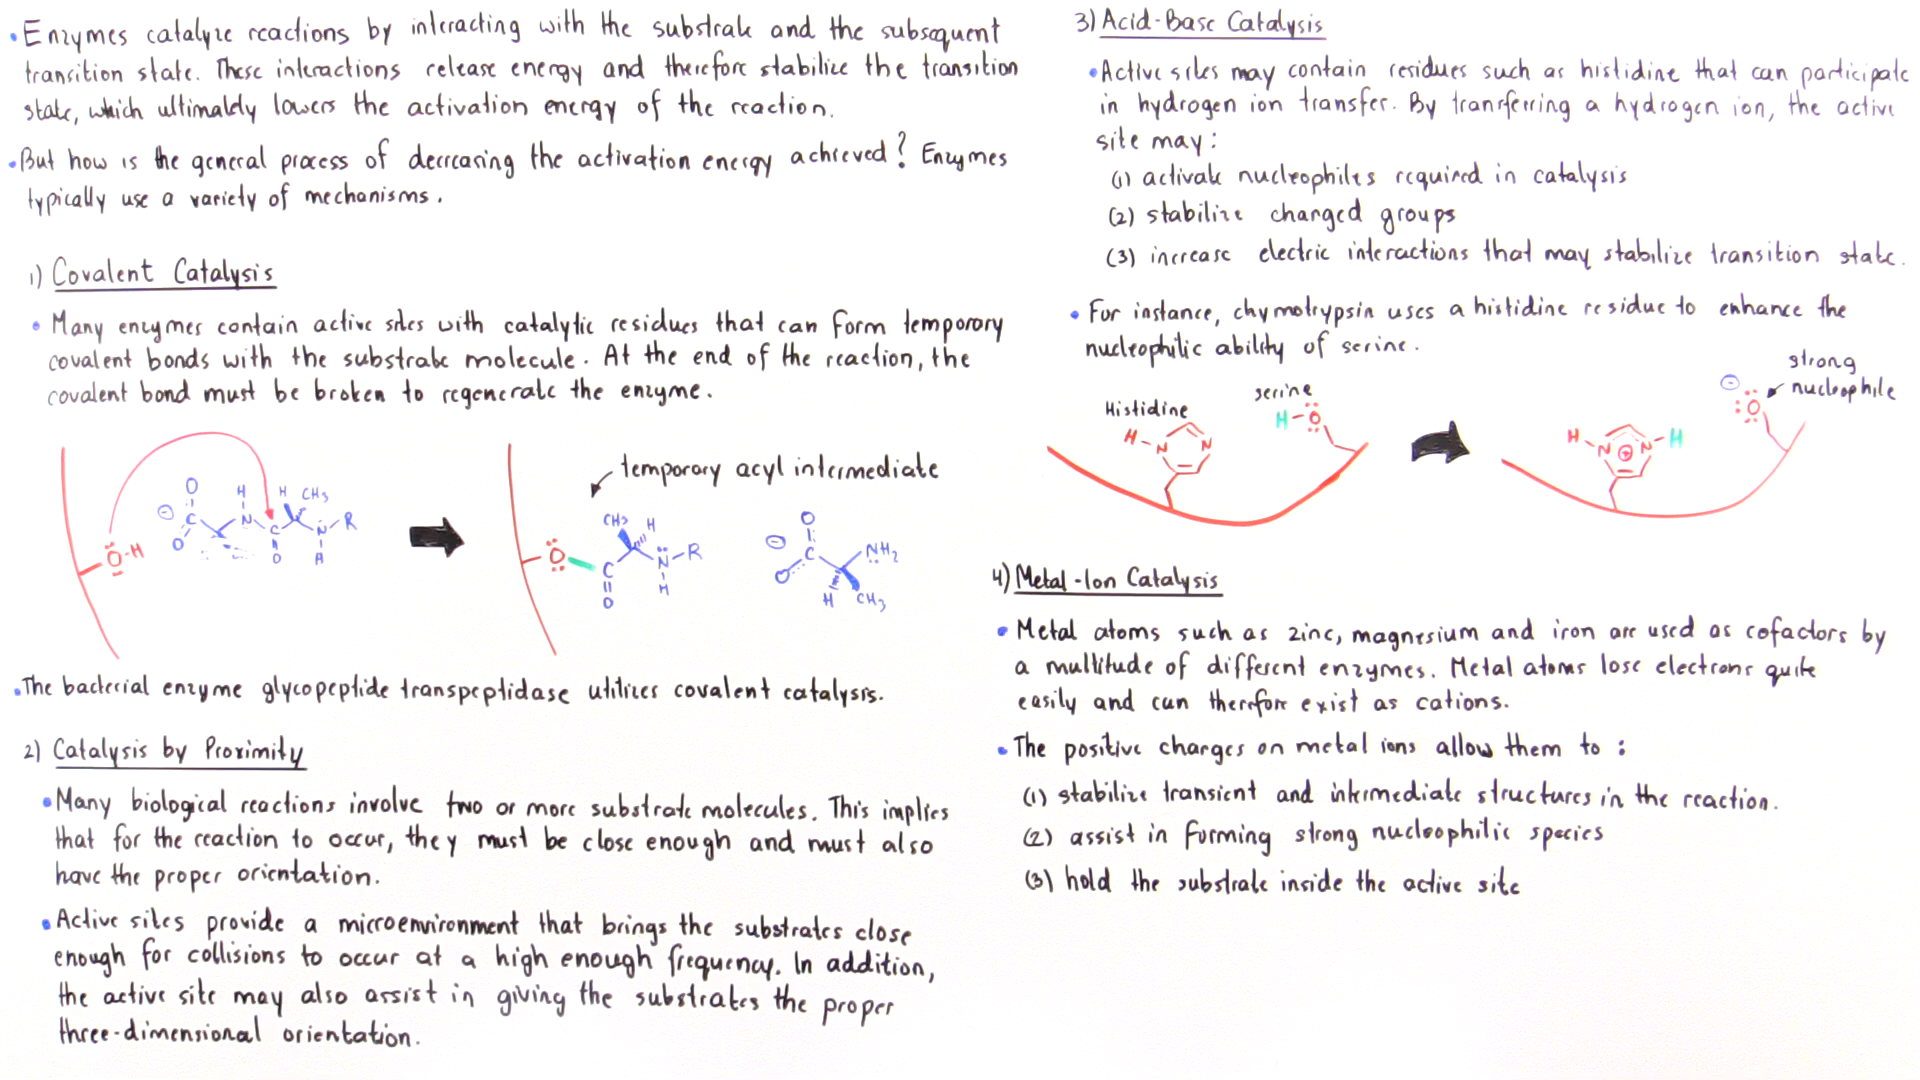 • Enzymes catalyze reactions by interacting with the substrate and the subsequent
transition state. These interactions release energy and therefore stabilize the transition
state, which ultimately lowers the activation energy of the reaction.
• But how is the general process of decreasing the activation energy achieved? Enzymes
typically use a variety of mechanisms.
1) Covalent Catalysis
• Many enzymes contain active sites with catalytic residues that can form temporary
covalent bonds with the substrate molecule. At the end of the reaction, the
covalent bond must be broken to regenerate the enzyme.
temporary acyl intermediate
O H H CH3
⊖ C N C N R
O O H
O-H
O C CH3 H N R
O H
⊖ O C O NH2
H CH3
• The bacterial enzyme glycopeptide transpeptidase utilizes covalent catalysis.
2) Catalysis by Proximity
• Many biological reactions involve two or more substrate molecules. This implies
that for the reaction to occur, they must be close enough and must also
have the proper orientation.
• Active sites provide a microenvironment that brings the substrates close
enough for collisions to occur at a high enough frequency. In addition,
the active site may also assist in giving the substrates the proper
three-dimensional orientation.
3) Acid-Base Catalysis
• Active sites may contain residues such as histidine that can participate
in hydrogen ion transfer. By transferring a hydrogen ion, the active
site may:
(1) activate nucleophiles required in catalysis
(2) stabilize charged groups
(3) increase electric interactions that may stabilize transition state.
• For instance, chymotrypsin uses a histidine residue to enhance the
nucleophilic ability of serine.
Histidine
serine
strong
nucleophile
H-N N
H-O
H-N ⊕ N-H
⊖ O
4) Metal-Ion Catalysis
• Metal atoms such as zinc, magnesium and iron are used as cofactors by
a multitude of different enzymes. Metal atoms lose electrons quite
easily and can therefore exist as cations.
• The positive charges on metal ions allow them to :
(1) stabilize transient and intermediate structures in the reaction.
(2) assist in forming strong nucleophilic species
(3) hold the substrate inside the active site